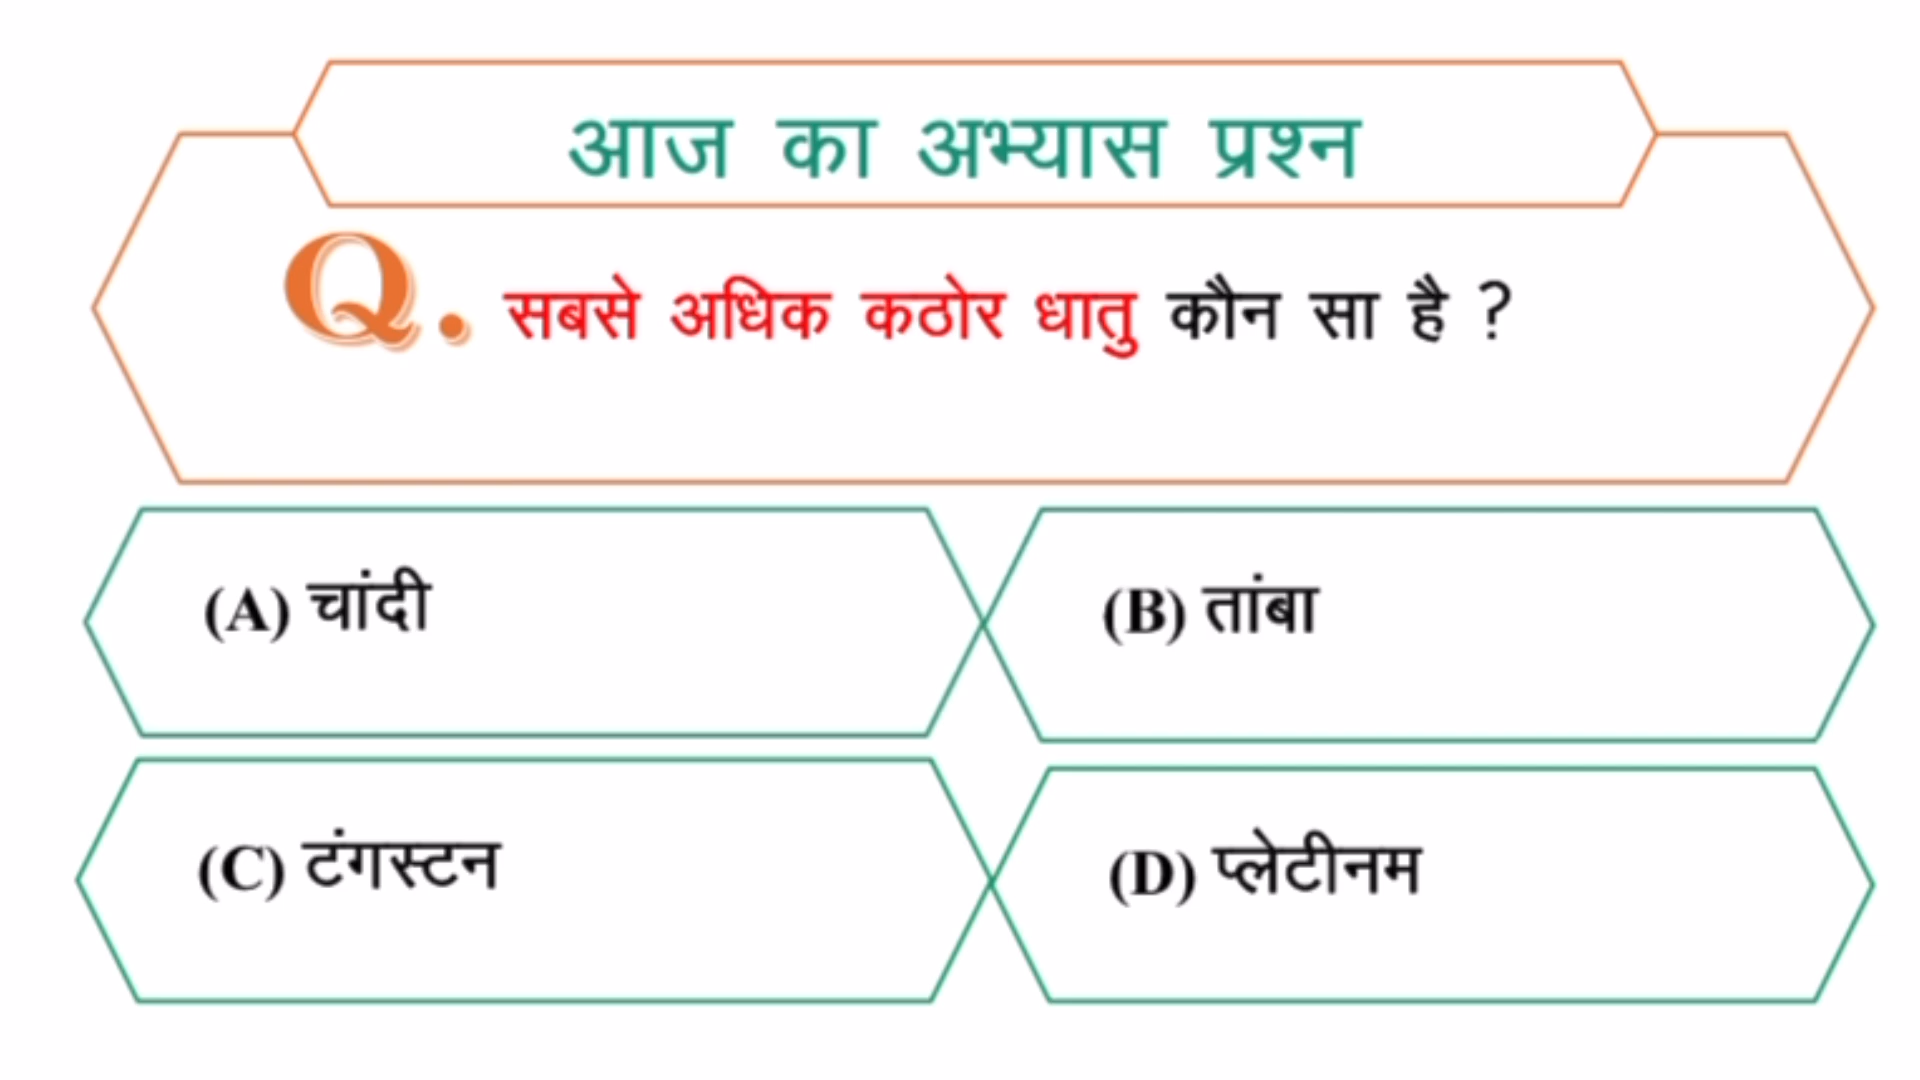 आज का अभ्यास प्रश्न
Q. सबसे अधिक कठोर धातु कौन सा है ?
(A) चांदी
(B) तांबा
(C) टंगस्टन
(D) प्लेटीनम